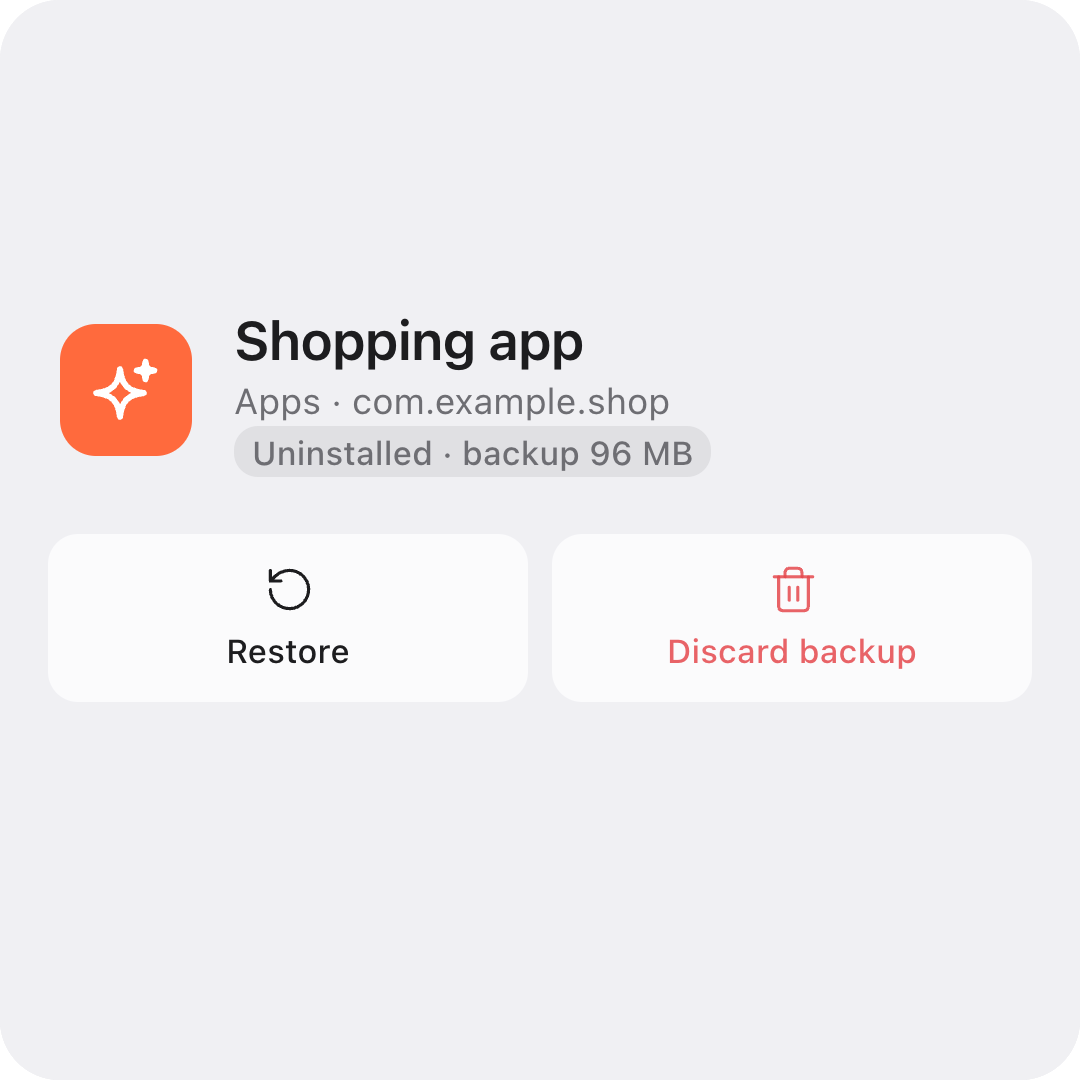 Shopping app
Apps · com.example.shop
Uninstalled · backup 96 MB
Restore
Discard backup